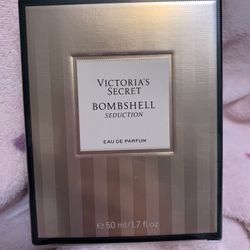 VICTORIA'S
SECRET
BOMBSHELL
SEDUCTION
EAU DE PARFUM
℮ 50 ml/1.7 fl oz